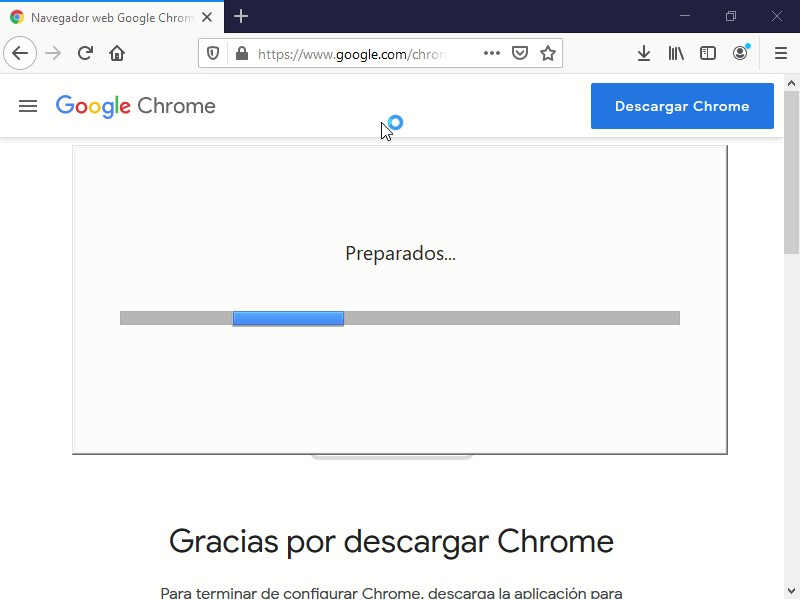 Navegador web Google Chrom
https://www.google.com/chrom
Google Chrome
Descargar Chrome
Preparados...
Gracias por descargar Chrome
Para terminar de configurar Chrome, descarga la aplicación para